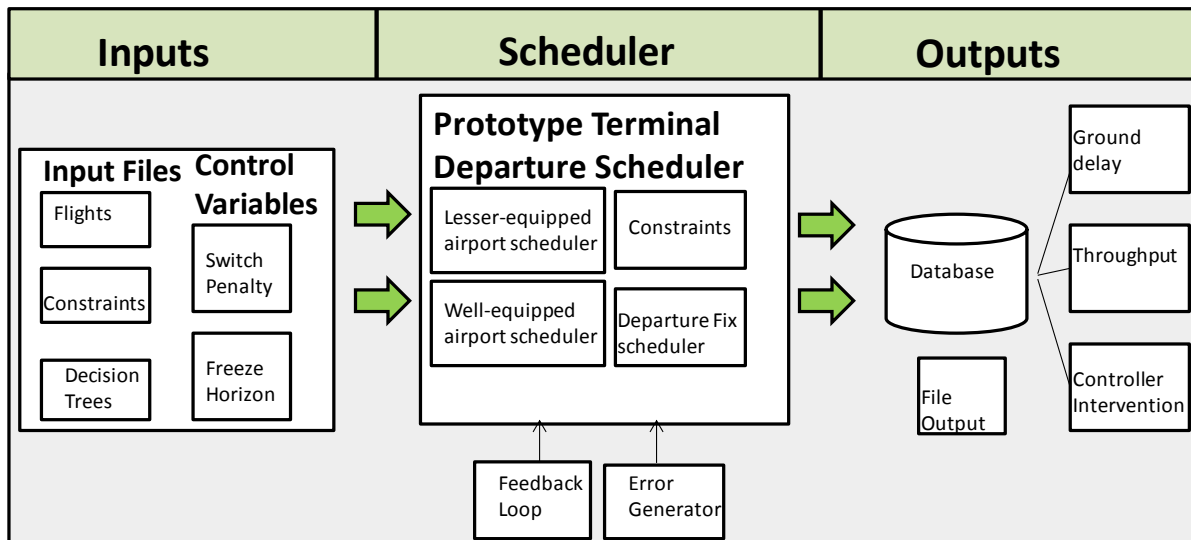 Inputs
Scheduler
Outputs
Input Files
Flights
Constraints
Decision
Trees
Control
Variables
Switch
Penalty
Freeze
Horizon
Prototype Terminal
Departure Scheduler
Lesser-equipped
airport scheduler
Constraints
Well-equipped
airport scheduler
Departure Fix
scheduler
Feedback
Loop
Error
Generator
Database
File
Output
Ground
delay
Throughput
Controller
Intervention